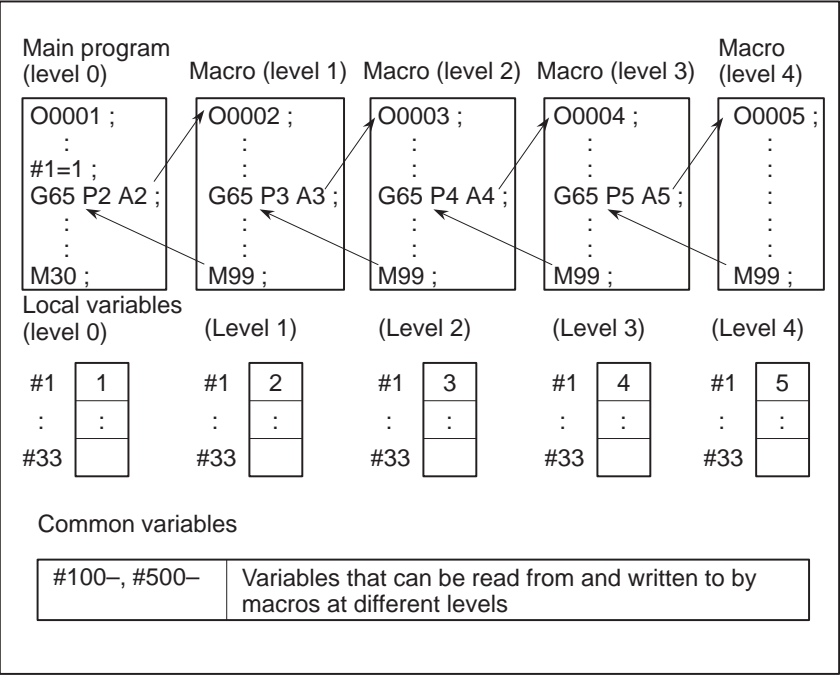 Main program
(level 0)
Macro (level 1)
Macro (level 2)
Macro (level 3)
Macro
(level 4)
O0001 ;
:
#1=1 ;
G65 P2 A2 ;
:
:
M30 ;
O0002 ;
:
:
G65 P3 A3 ;
:
:
M99 ;
O0003 ;
:
:
G65 P4 A4 ;
:
:
M99 ;
O0004 ;
:
:
G65 P5 A5 ;
:
:
M99 ;
O0005 ;
:
:
:
:
:
M99 ;
Local variables
(level 0)
(Level 1)
(Level 2)
(Level 3)
(Level 4)
#1 1
: :
#33
#1 2
: :
#33
#1 3
: :
#33
#1 4
: :
#33
#1 5
: :
#33
Common variables
#100–, #500–
Variables that can be read from and written to by
macros at different levels